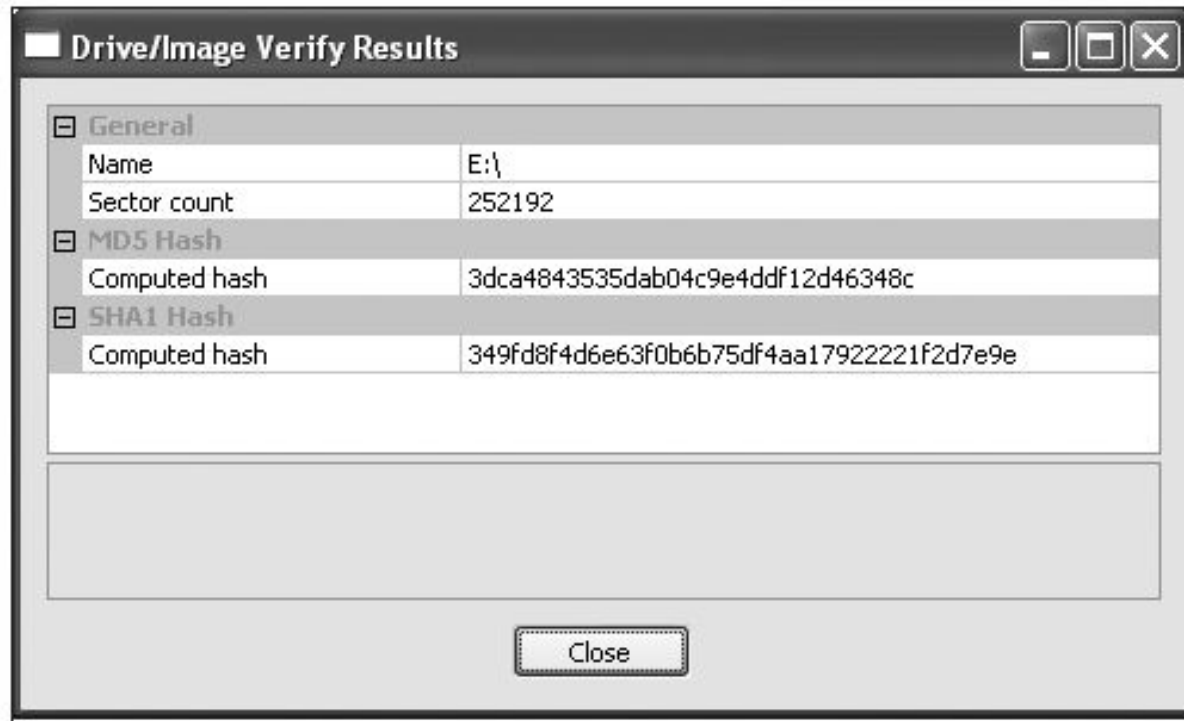 Drive/Image Verify Results
General
Name E:\
Sector count 252192
MD5 Hash
Computed hash 3dca4843535dab04c9e4ddf12d46348c
SHA1 Hash
Computed hash 349fd8f4d6e63f0b6b75df4aa17922221f2d7e9e
Close